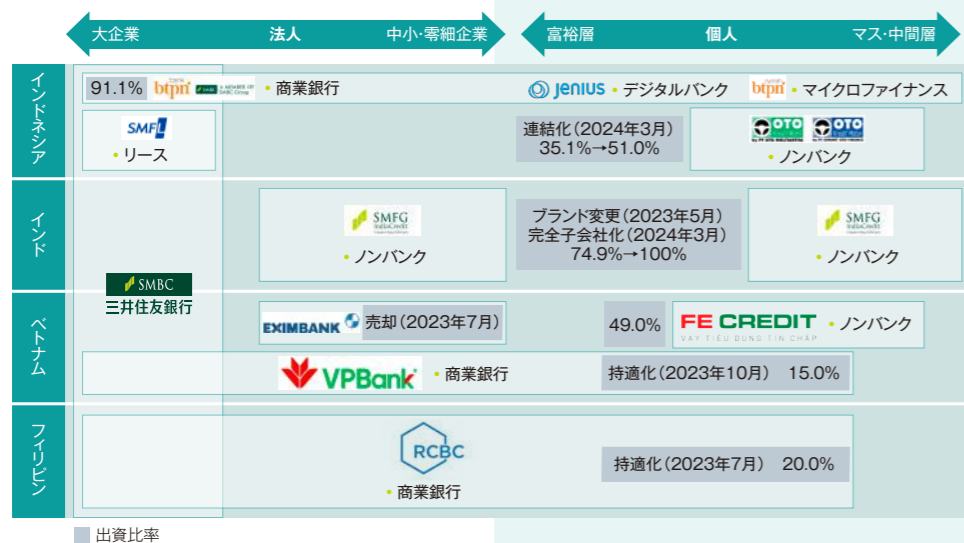 大企業 法人 中小・零細企業 富裕層 個人 マス・中間層
インドネシア
91.1% btpn SMBC ・商業銀行 Jenius ・デジタルバンク btpn ・マイクロファイナンス
SMFL
・リース
連結化（2024年3月）
35.1%→51.0%
OTO OTO
・ノンバンク
インド
SMFG
IndiaCredit
・ノンバンク
ブランド変更（2023年5月）
完全子会社化（2024年3月）
74.9%→100%
SMFG
IndiaCredit
・ノンバンク
SMBC
三井住友銀行
ベトナム
EXIMBANK 売却（2023年7月）
49.0% FE CREDIT ・ノンバンク
VAY TIÊU DÙNG TÍN CHẤP
VPBank ・商業銀行 持適化（2023年10月） 15.0%
フィリピン
RCBC
・商業銀行
持適化（2023年7月） 20.0%
出資比率